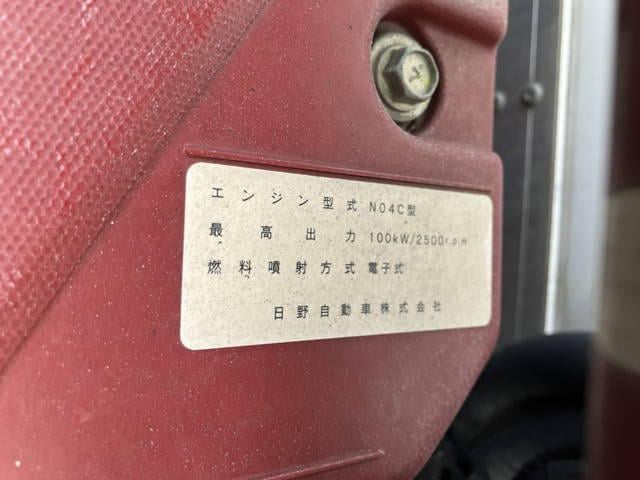 エンジン型式 N04C型
最高出力 100kW/2500r.p.m
燃料噴射方式 電子式
日野自動車株式会社